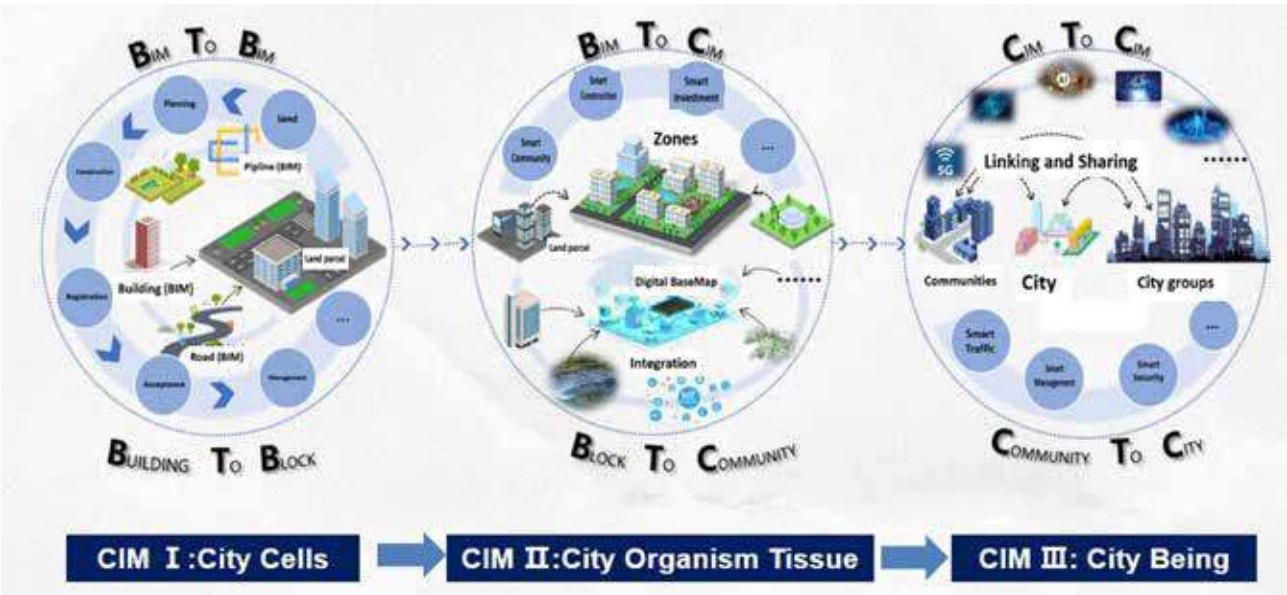 BIM TO BIM
Planning
Land
Construction
Pipline (BIM)
Land parcel
Building (BIM)
Registration
Road (BIM)
...
Acceptance
Management
BUILDING TO BLOCK
BIM TO CIM
Smart
Construction
Smart
Investment
Smart
Community
Zones
...
Land parcel
Digital BaseMap
......
Integration
BLOCK TO COMMUNITY
CIM TO CIM
5G
Linking and Sharing
......
Communities
City
City groups
Smart
Traffic
Smart
Management
Smart
Security
...
COMMUNITY TO CITY
CIM Ⅰ:City Cells
CIM Ⅱ:City Organism Tissue
CIM Ⅲ: City Being